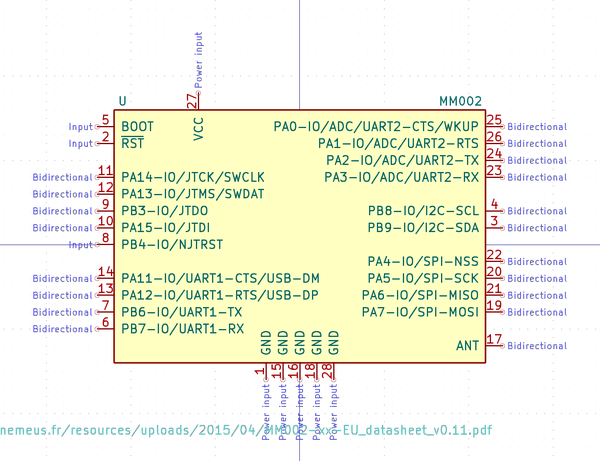 Power input
27
U
MM002
VCC
Input 5 BOOT
Input 2 RST
Bidirectional 11 PA14-IO/JTCK/SWCLK
Bidirectional 12 PA13-IO/JTMS/SWDAT
Bidirectional 9 PB3-IO/JTDO
Bidirectional 10 PA15-IO/JTDI
Input 8 PB4-IO/NJTRST
Bidirectional 14 PA11-IO/UART1-CTS/USB-DM
Bidirectional 13 PA12-IO/UART1-RTS/USB-DP
Bidirectional 7 PB6-IO/UART1-TX
Bidirectional 6 PB7-IO/UART1-RX
PA0-IO/ADC/UART2-CTS/WKUP 25 Bidirectional
PA1-IO/ADC/UART2-RTS 26 Bidirectional
PA2-IO/ADC/UART2-TX 24 Bidirectional
PA3-IO/ADC/UART2-RX 23 Bidirectional
PB8-IO/I2C-SCL 4 Bidirectional
PB9-IO/I2C-SDA 3 Bidirectional
PA4-IO/SPI-NSS 22 Bidirectional
PA5-IO/SPI-SCK 20 Bidirectional
PA6-IO/SPI-MISO 21 Bidirectional
PA7-IO/SPI-MOSI 19 Bidirectional
ANT 17 Bidirectional
GND 1 Power input
GND 15 Power input
GND 16 Power input
GND 18 Power input
GND 28 Power input
nemeus.fr/resources/uploads/2015/04/MM002-xx-EU_datasheet_v0.11.pdf